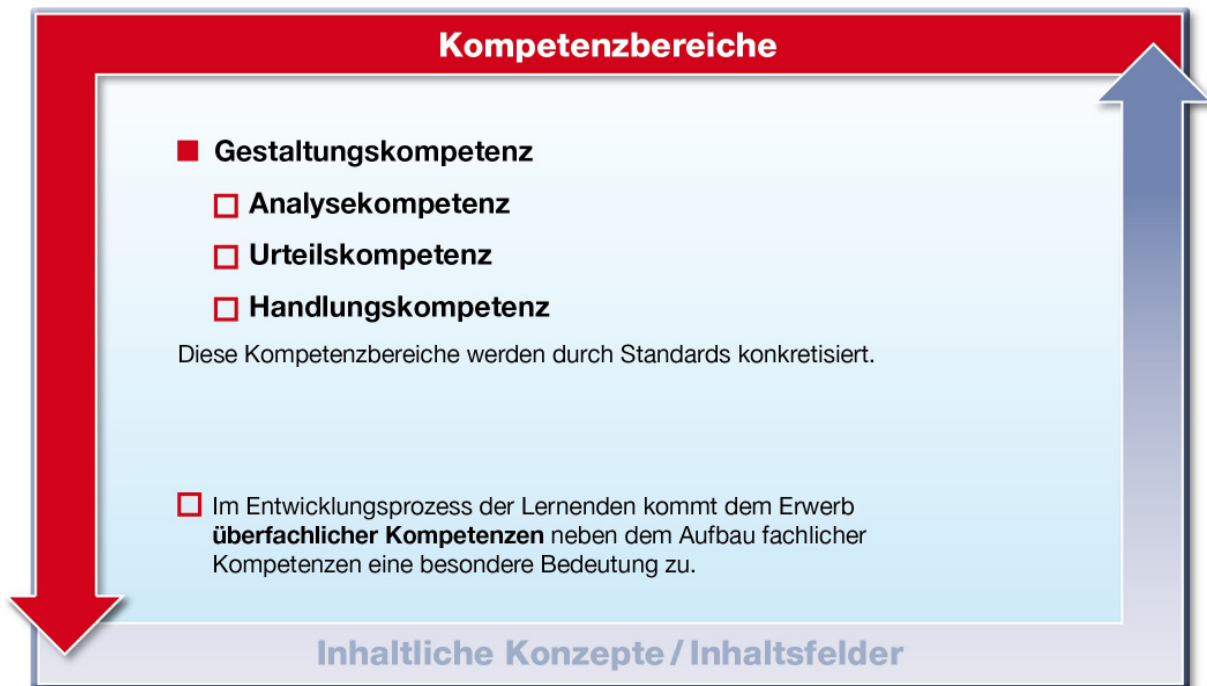 Kompetenzbereiche
Gestaltungskompetenz
Analysekompetenz
Urteilskompetenz
Handlungskompetenz
Diese Kompetenzbereiche werden durch Standards konkretisiert.
Im Entwicklungsprozess der Lernenden kommt dem Erwerb
überfachlicher Kompetenzen neben dem Aufbau fachlicher
Kompetenzen eine besondere Bedeutung zu.
Inhaltliche Konzepte / Inhaltsfelder